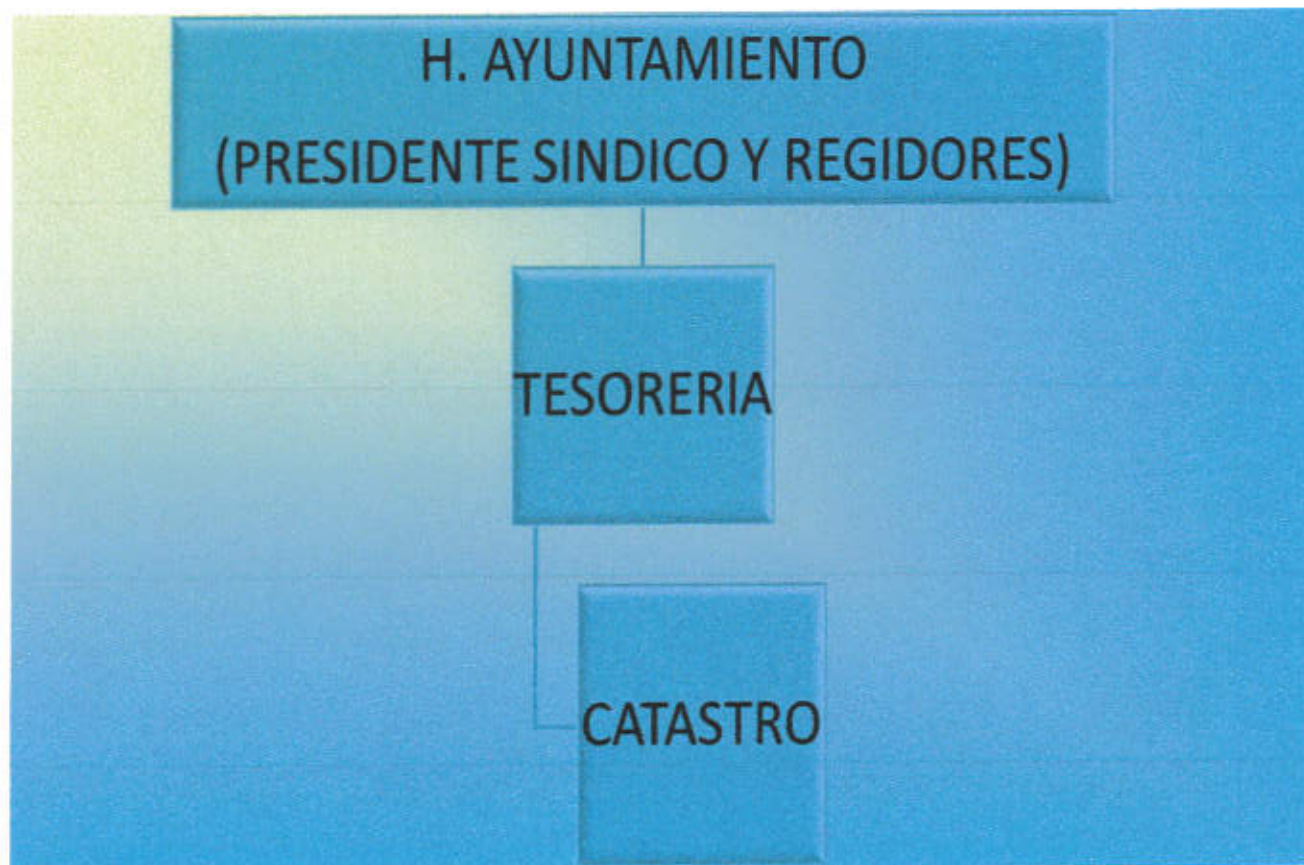 H. AYUNTAMIENTO
(PRESIDENTE SINDICO Y REGIDORES)
TESORERIA
CATASTRO